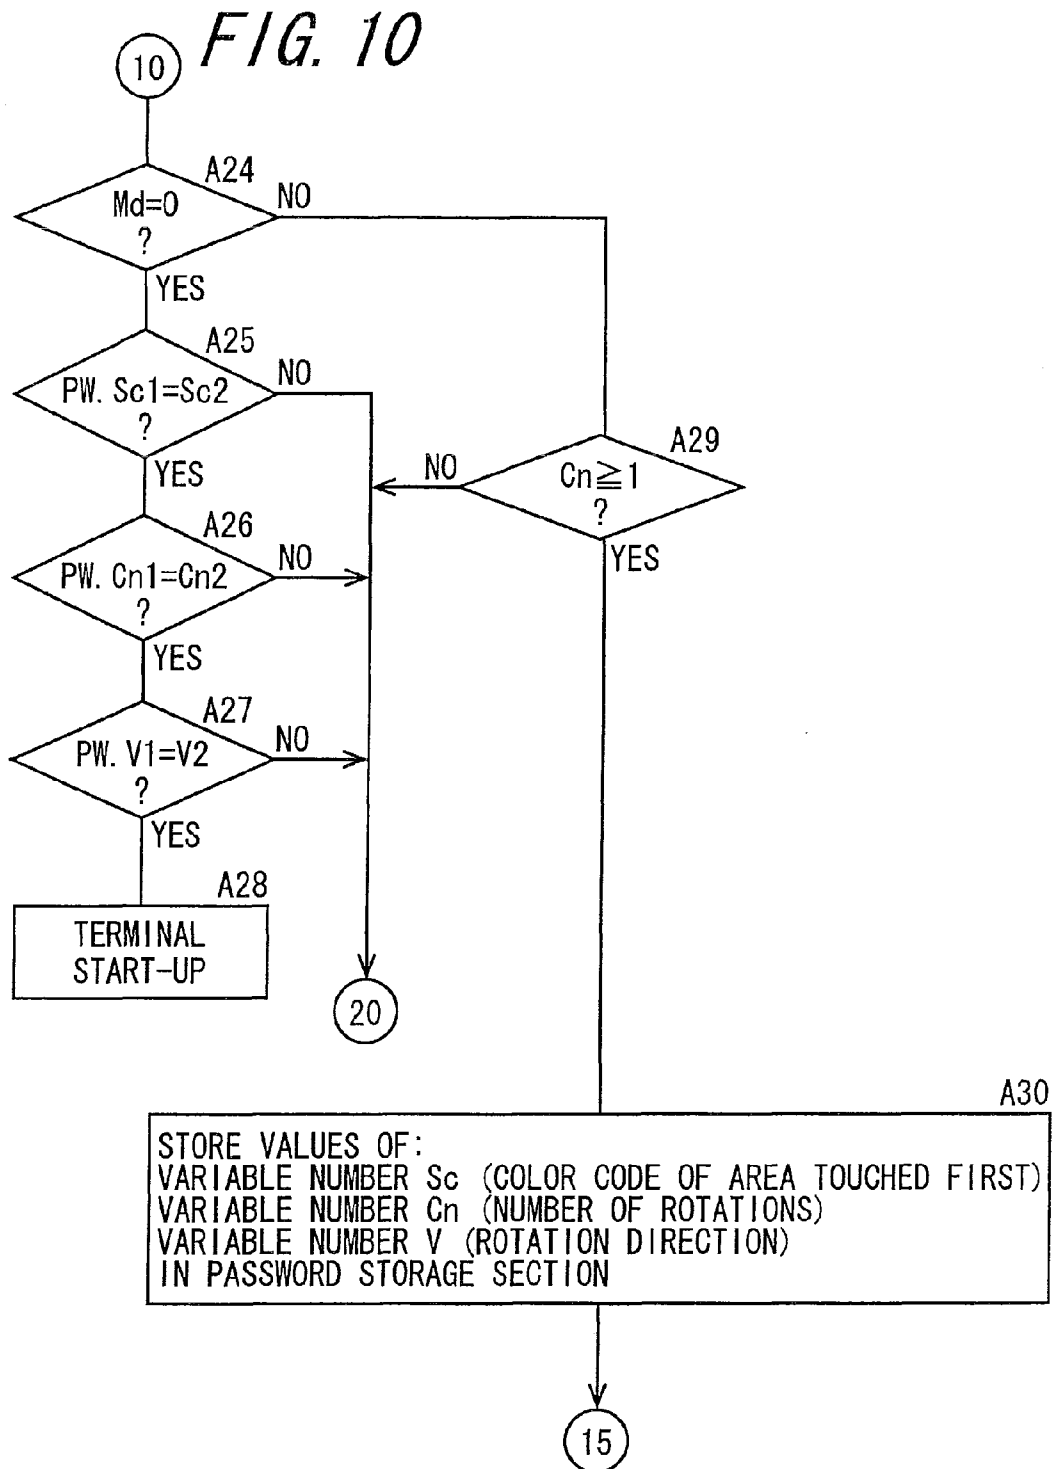 FIG. 10
10
A24
Md=0
?
NO
YES
A25
PW. Sc1=Sc2
?
NO
YES
A29
Cn≧1
?
NO
YES
A26
PW. Cn1=Cn2
?
NO
YES
A27
PW. V1=V2
?
NO
YES
A28
TERMINAL
START-UP
20
A30
STORE VALUES OF:
VARIABLE NUMBER Sc (COLOR CODE OF AREA TOUCHED FIRST)
VARIABLE NUMBER Cn (NUMBER OF ROTATIONS)
VARIABLE NUMBER V (ROTATION DIRECTION)
IN PASSWORD STORAGE SECTION
15